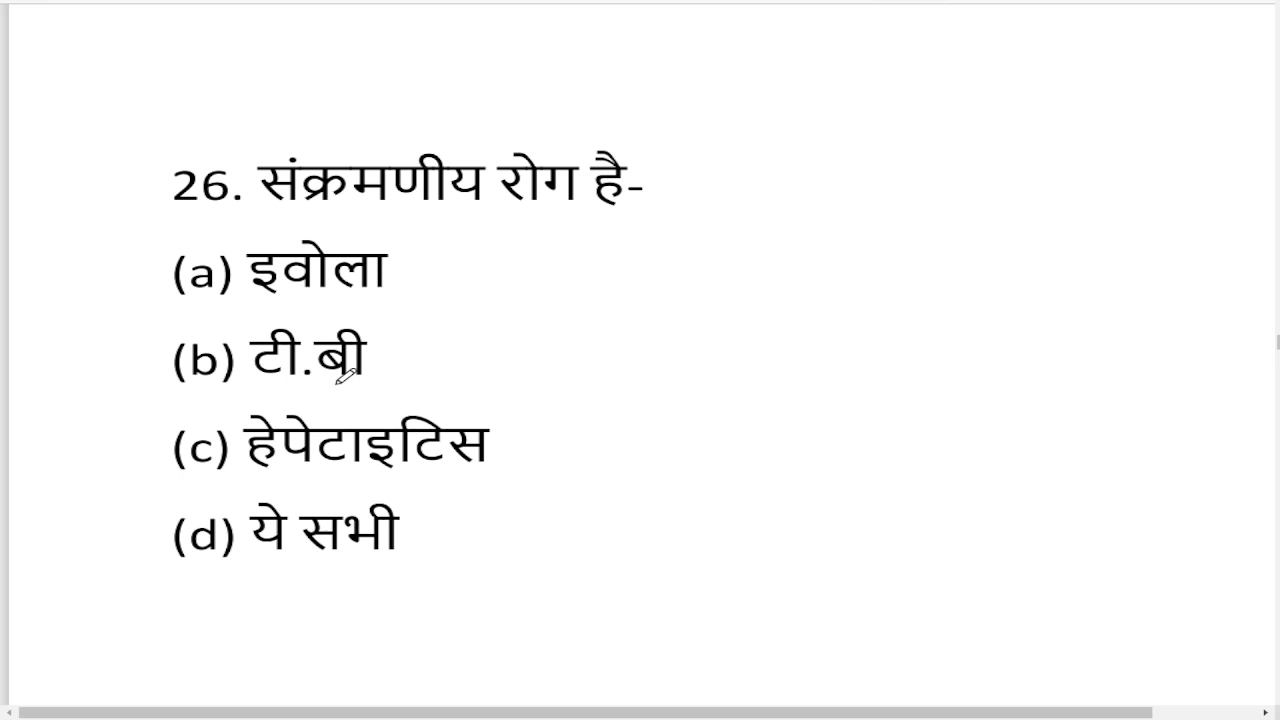 26. संक्रमणीय रोग है-
(a) इवोला
(b) टी.बी
(c) हेपेटाइटिस
(d) ये सभी